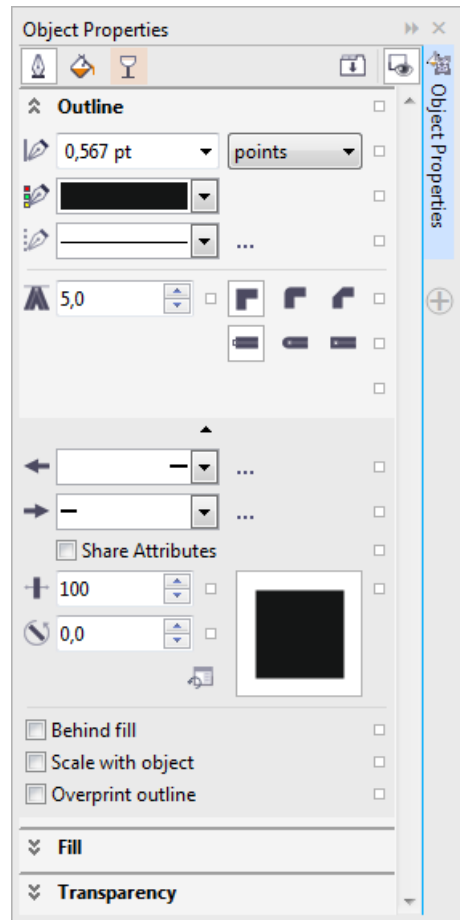 Object Properties
Object Properties
Outline
0,567 pt points
...
5,0
...
...
Share Attributes
100
0,0
Behind fill
Scale with object
Overprint outline
Fill
Transparency